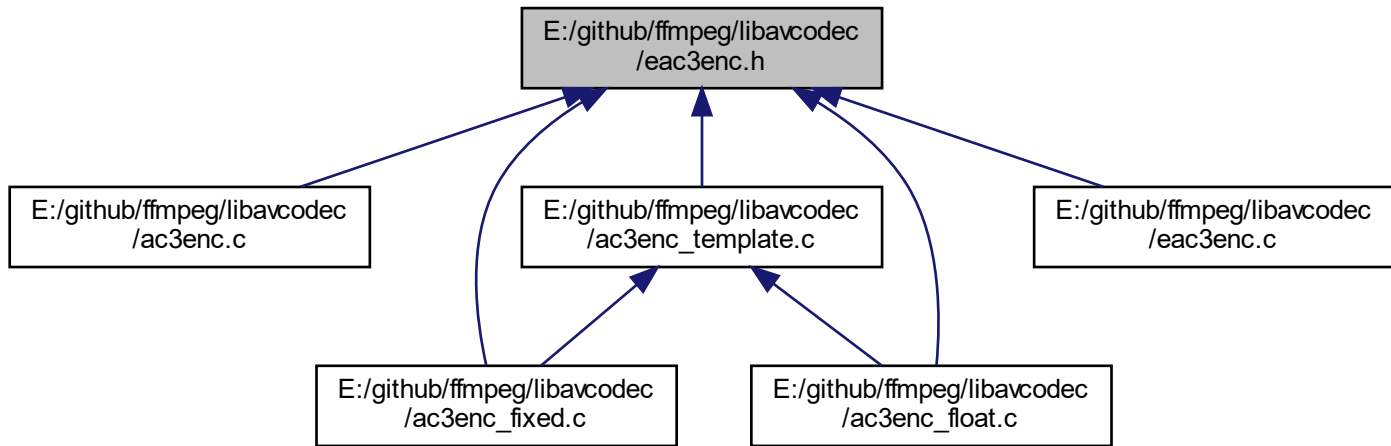 E:/github/ffmpeg/libavcodec
/eac3enc.h
E:/github/ffmpeg/libavcodec
/ac3enc.c
E:/github/ffmpeg/libavcodec
/ac3enc_template.c
E:/github/ffmpeg/libavcodec
/eac3enc.c
E:/github/ffmpeg/libavcodec
/ac3enc_fixed.c
E:/github/ffmpeg/libavcodec
/ac3enc_float.c